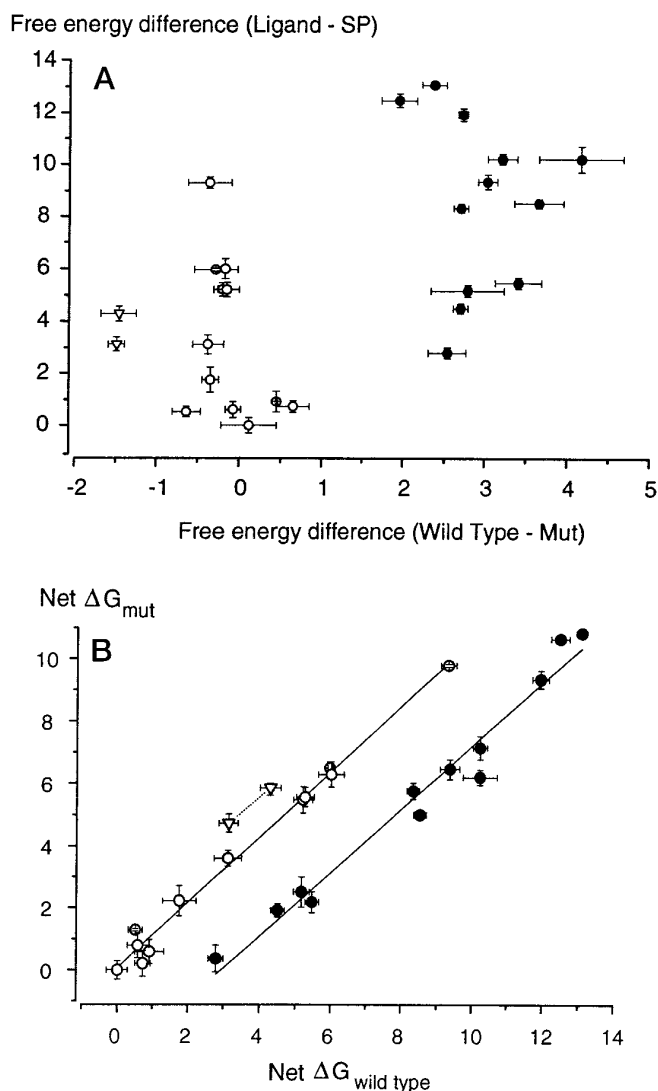 Free energy difference (Ligand - SP)
A
14
12
10
8
6
4
2
0
-2 -1 0 1 2 3 4 5
Free energy difference (Wild Type - Mut)
Net ΔG mut
B
10
8
6
4
2
0
0 2 4 6 8 10 12 14
Net ΔG wild type